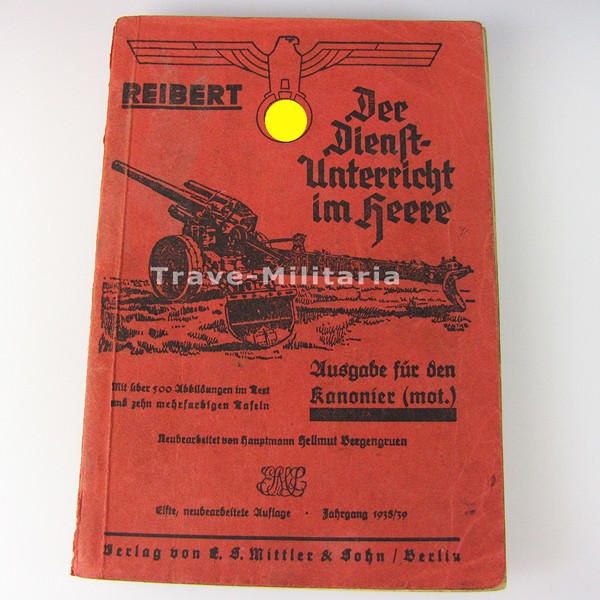 REIBERT
Der
Dienst-
Unterricht
im Heere
Trave-Militaria
Ausgabe für den
Kanonier (mot.)
Mit über 500 Abbildungen im Text
und zehn mehrfarbigen Tafeln
Neubearbeitet von Hauptmann Hellmut Bergengruen
Elfte, neubearbeitete Auflage · Jahrgang 1938/39
Verlag von E. S. Mittler & Sohn / Berlin